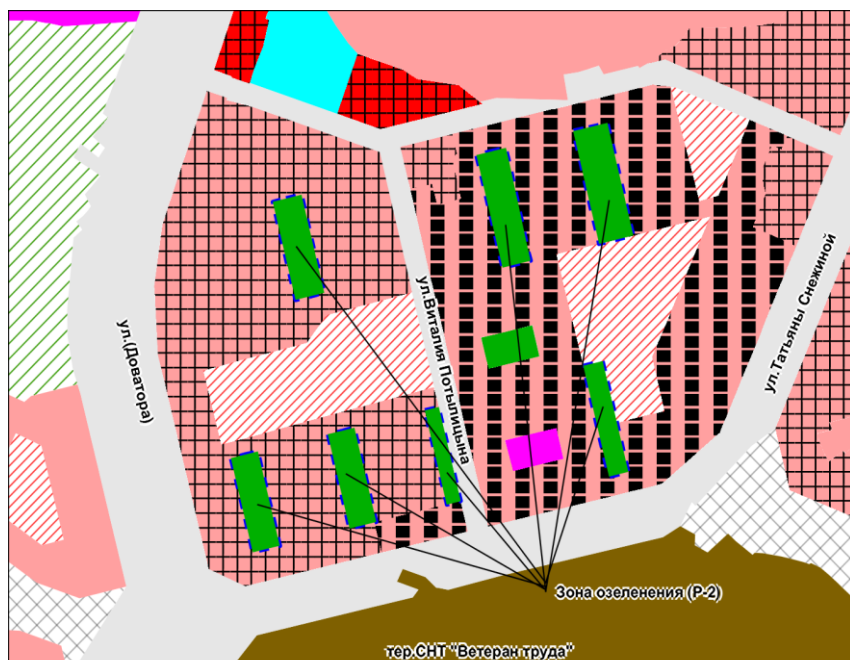 ул.(Доватора)
ул.Виталия Потылицына
ул.Татьяны Снежиной
Зона озеленения (Р-2)
тер.СНТ "Ветеран труда"